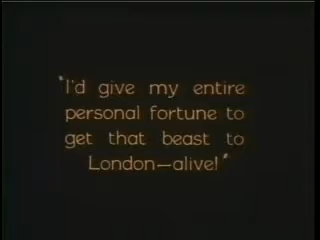 "I'd give my entire
personal fortune to
get that beast to
London—alive!"